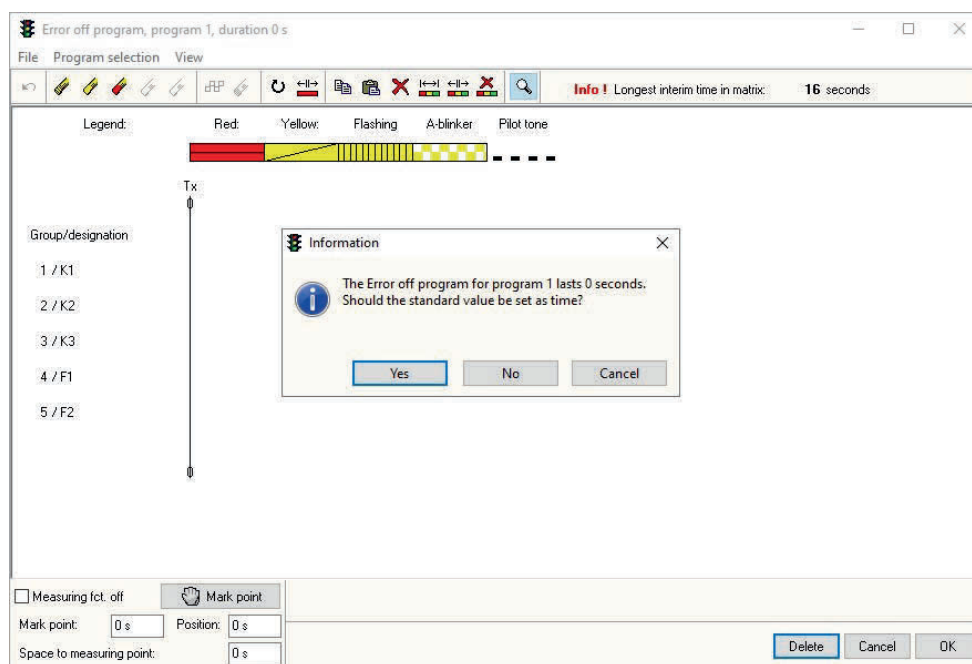 Error off program, program 1, duration 0 s
File Program selection View
Info ! Longest interim time in matrix: 16 seconds
Legend: Red: Yellow: Flashing A-blinker Pilot tone
Tx
Group/designation
1 / K1
2 / K2
3 / K3
4 / F1
5 / F2
Information
The Error off program for program 1 lasts 0 seconds.
Should the standard value be set as time?
Yes No Cancel
Measuring fct. off Mark point
Mark point: 0 s Position: 0 s
Space to measuring point: 0 s
Delete Cancel OK